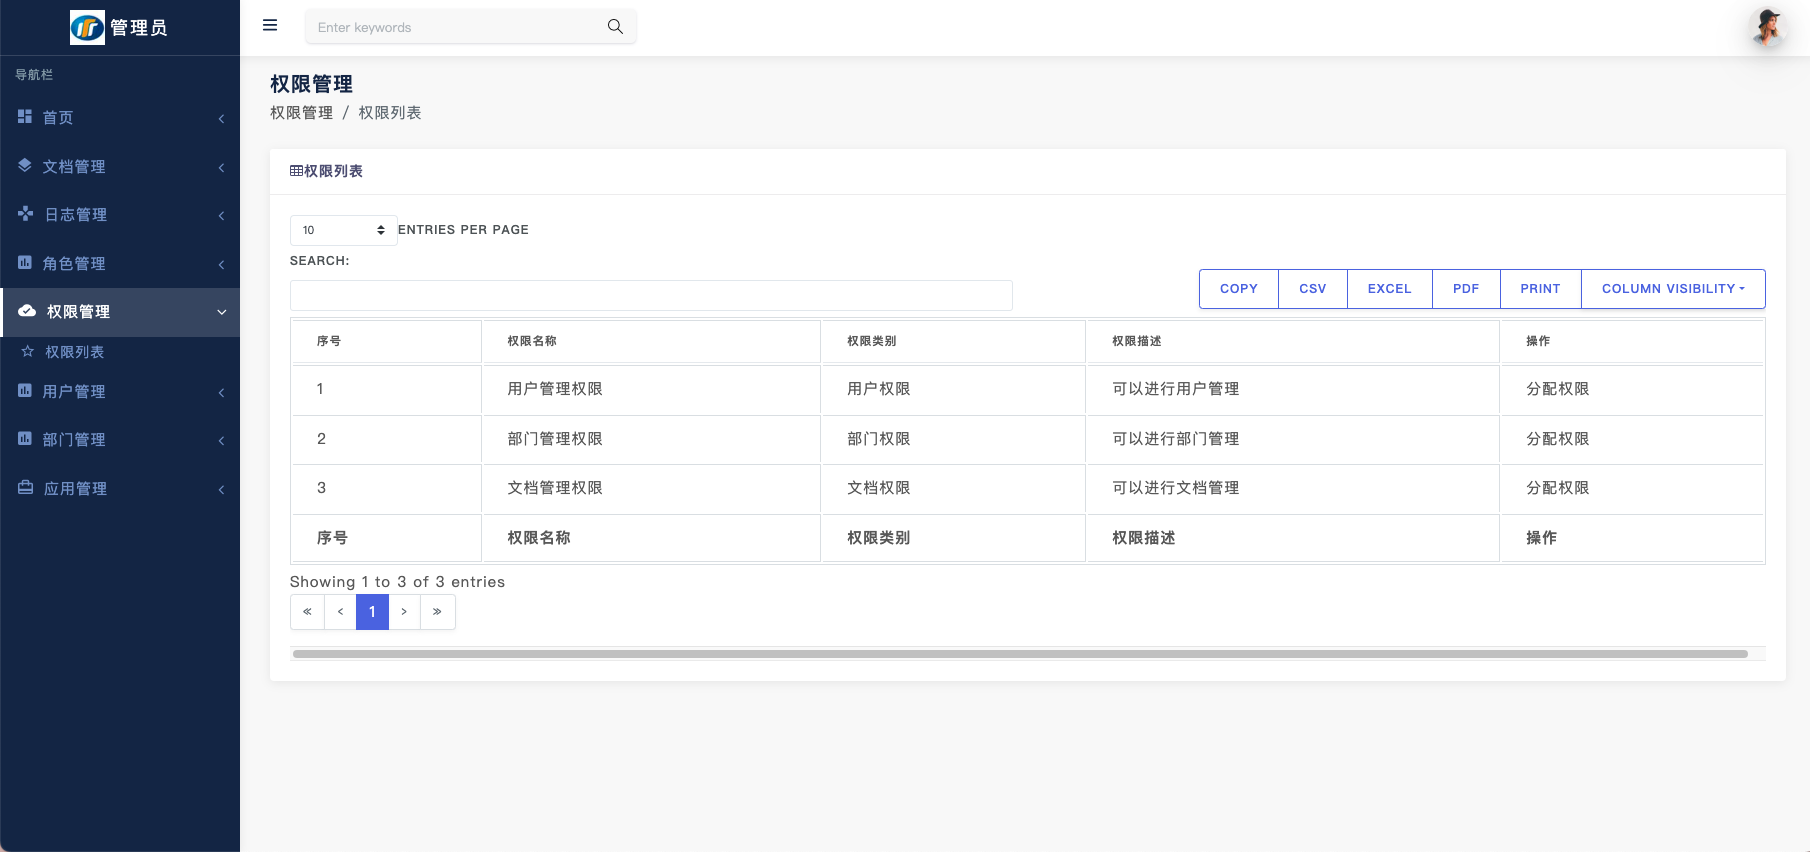 管理员
Enter keywords
导航栏
首页
文档管理
日志管理
角色管理
权限管理
权限列表
用户管理
部门管理
应用管理
权限管理
权限管理 / 权限列表
权限列表
10 ENTRIES PER PAGE
SEARCH:
COPY CSV EXCEL PDF PRINT COLUMN VISIBILITY
序号 权限名称 权限类别 权限描述 操作
1 用户管理权限 用户权限 可以进行用户管理 分配权限
2 部门管理权限 部门权限 可以进行部门管理 分配权限
3 文档管理权限 文档权限 可以进行文档管理 分配权限
序号 权限名称 权限类别 权限描述 操作
Showing 1 to 3 of 3 entries
« ‹ 1 › »